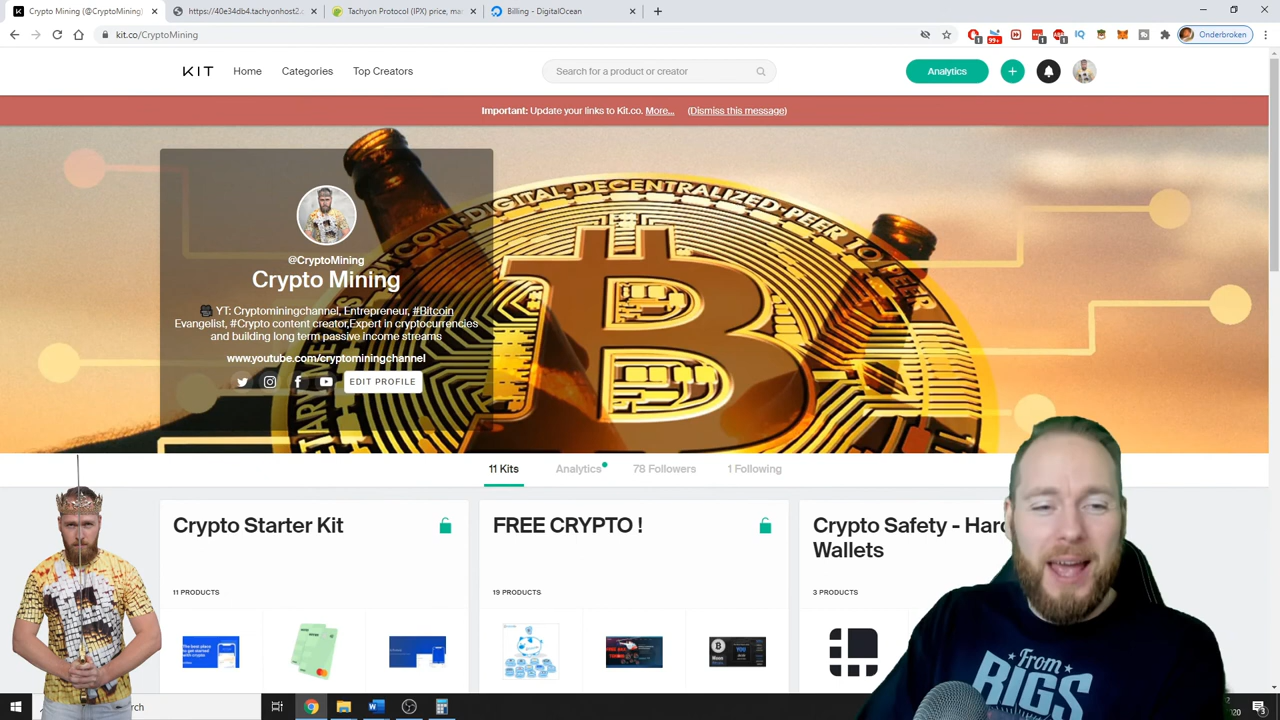 Crypto Mining (@CryptoMining)
https://40e34db4.tachyonhost2.c
Tachyon Protocol (IPX) price, mar
Billing - DigitalOcean
kit.co/CryptoMining
Onderbroken
KIT
Home
Categories
Top Creators
Search for a product or creator
Analytics
Important: Update your links to Kit.co. More... (Dismiss this message)
DIGITAL DECENTRALIZED PEER TO PEER
BITCOIN
@CryptoMining
Crypto Mining
YT: Cryptominingchannel, Entrepreneur, #Bitcoin
Evangelist, #Crypto content creator,Expert in cryptocurrencies
and building long term passive income streams
www.youtube.com/cryptominingchannel
EDIT PROFILE
11 Kits
Analytics
78 Followers
1 Following
Crypto Starter Kit
11 PRODUCTS
FREE CRYPTO !
19 PRODUCTS
Crypto Safety - Hard
Wallets
3 PRODUCTS
From
RIGS